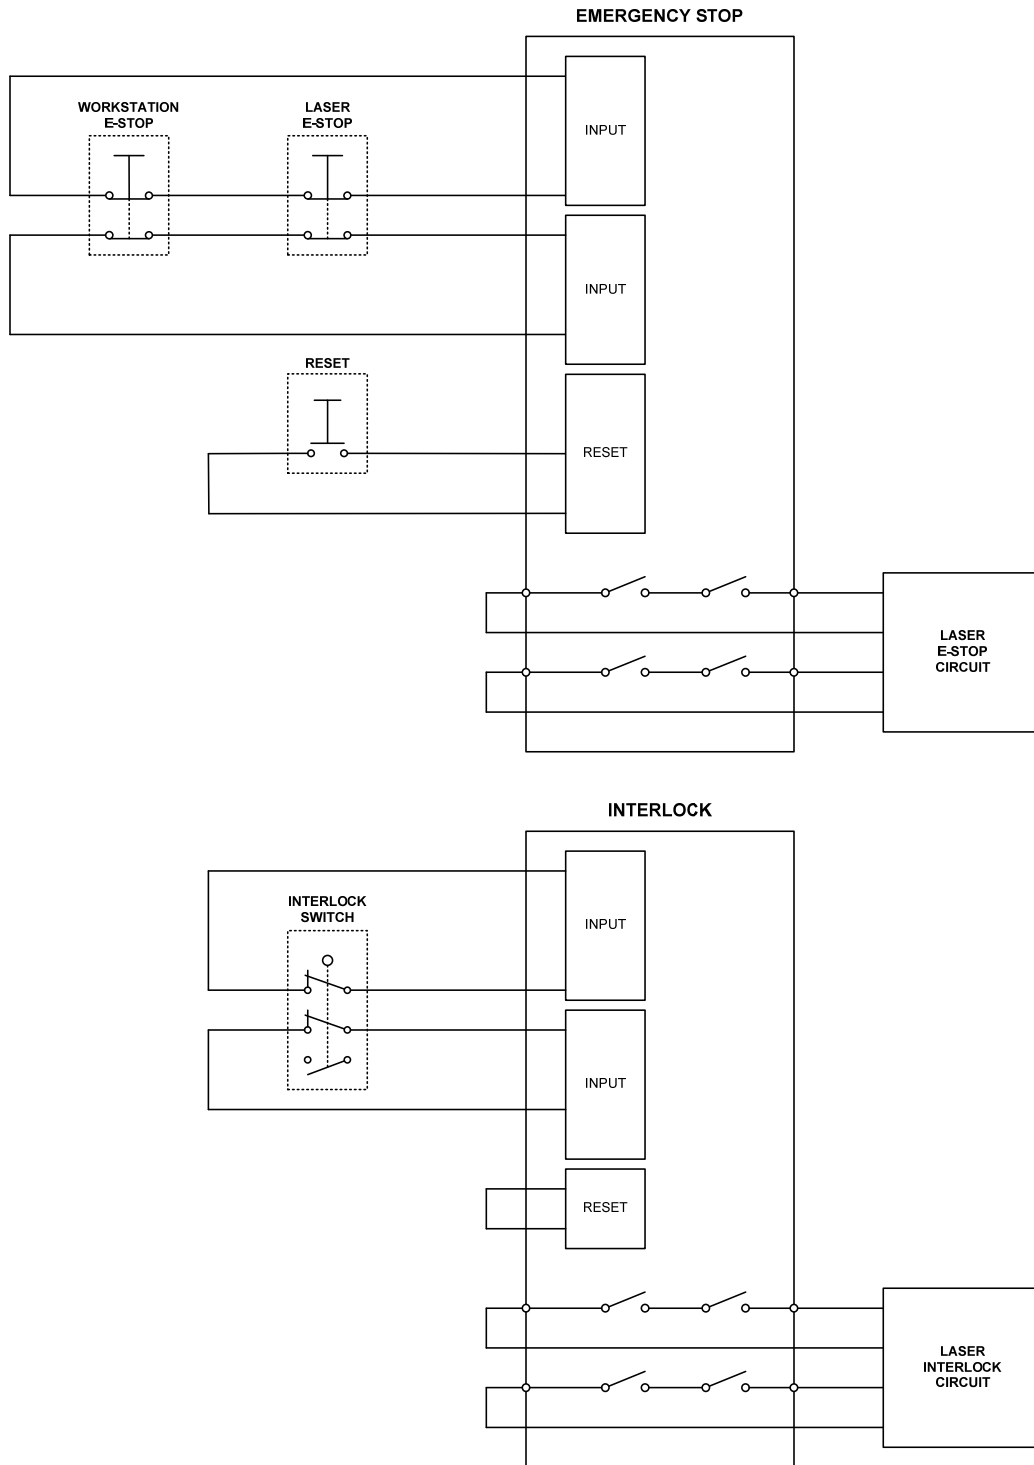 EMERGENCY STOP
WORKSTATION
E-STOP
LASER
E-STOP
INPUT
INPUT
RESET
RESET
LASER
E-STOP
CIRCUIT
INTERLOCK
INTERLOCK
SWITCH
INPUT
INPUT
RESET
LASER
INTERLOCK
CIRCUIT